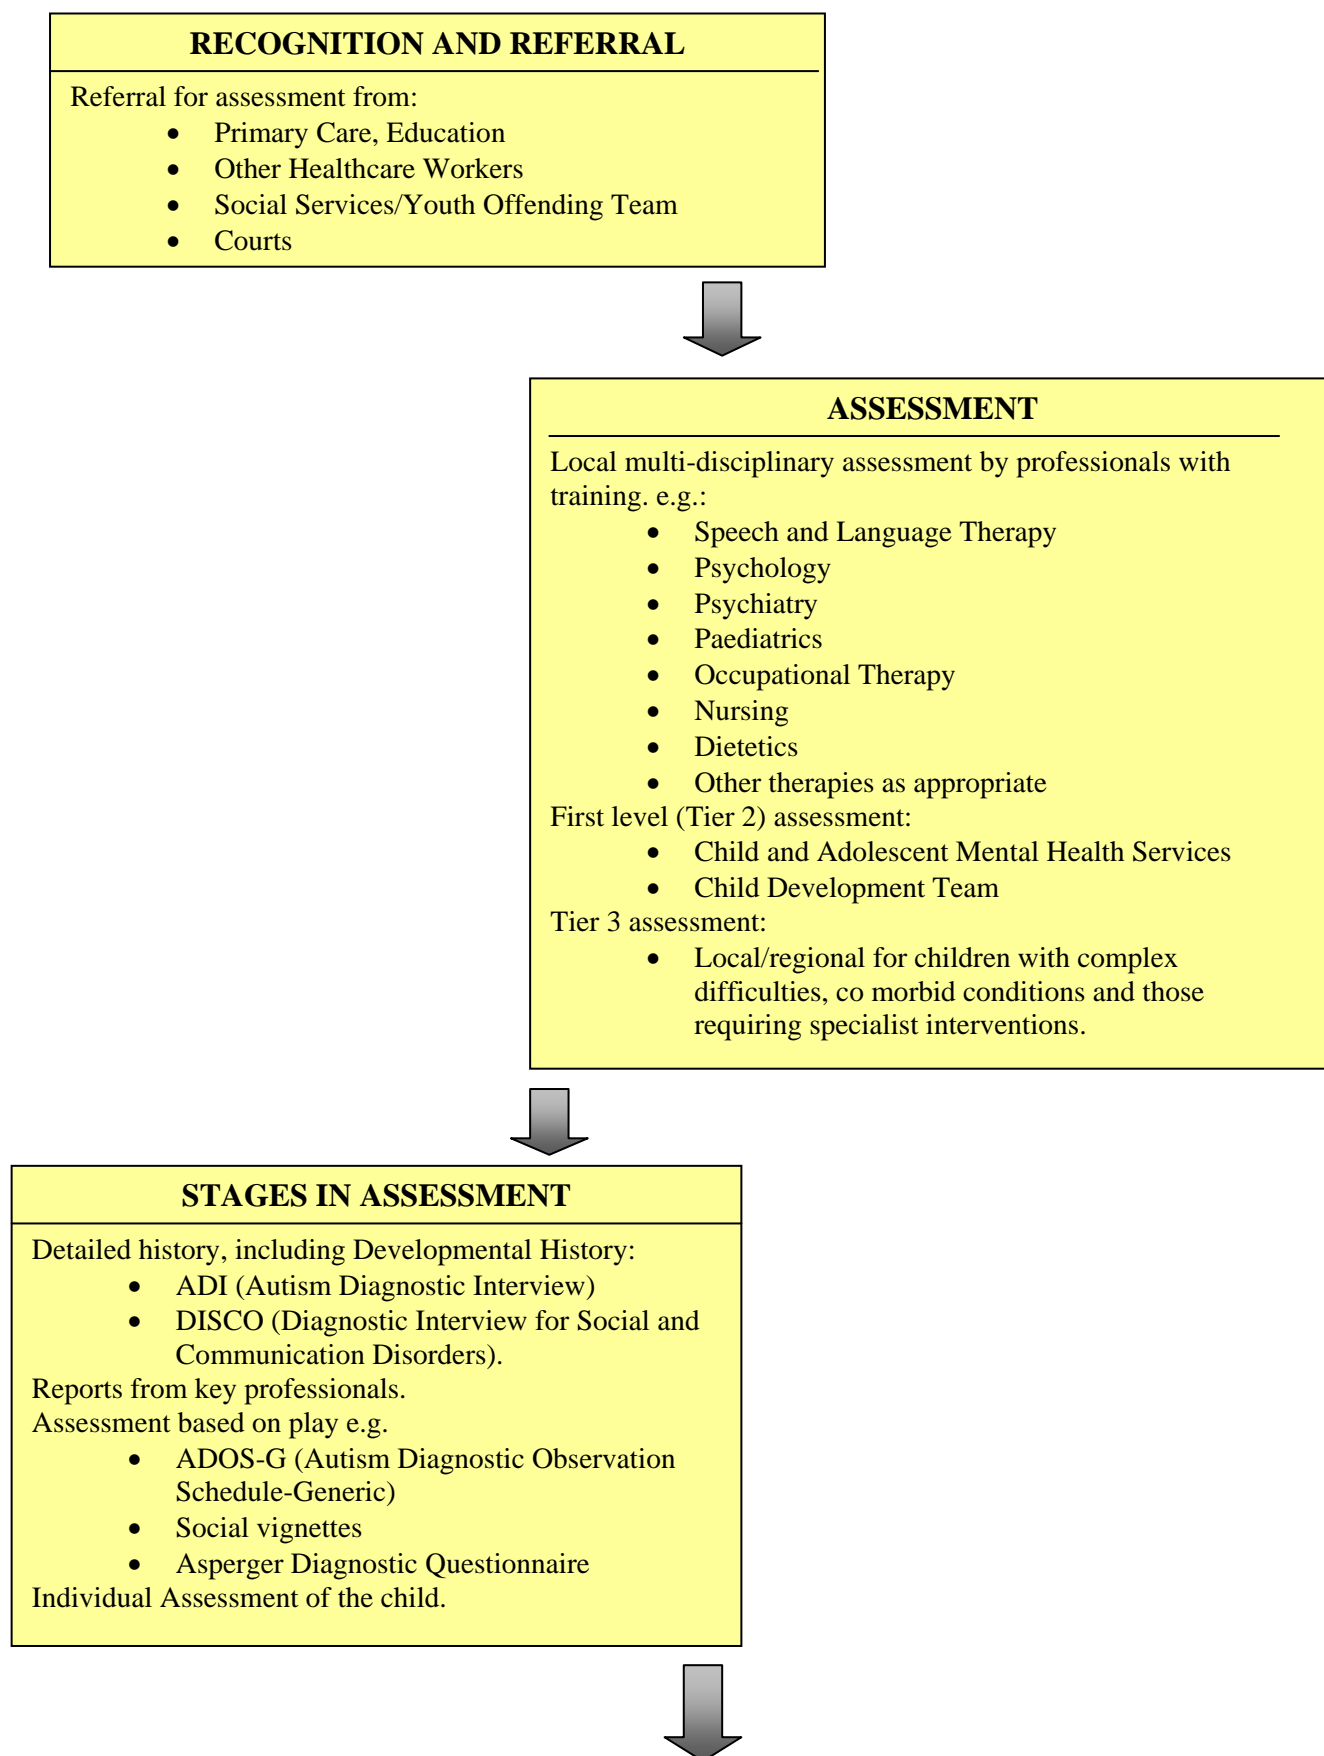 RECOGNITION AND REFERRAL
Referral for assessment from:
• Primary Care, Education
• Other Healthcare Workers
• Social Services/Youth Offending Team
• Courts
ASSESSMENT
Local multi-disciplinary assessment by professionals with
training. e.g.:
• Speech and Language Therapy
• Psychology
• Psychiatry
• Paediatrics
• Occupational Therapy
• Nursing
• Dietetics
• Other therapies as appropriate
First level (Tier 2) assessment:
• Child and Adolescent Mental Health Services
• Child Development Team
Tier 3 assessment:
• Local/regional for children with complex
difficulties, co morbid conditions and those
requiring specialist interventions.
STAGES IN ASSESSMENT
Detailed history, including Developmental History:
• ADI (Autism Diagnostic Interview)
• DISCO (Diagnostic Interview for Social and
Communication Disorders).
Reports from key professionals.
Assessment based on play e.g.
• ADOS-G (Autism Diagnostic Observation
Schedule-Generic)
• Social vignettes
• Asperger Diagnostic Questionnaire
Individual Assessment of the child.